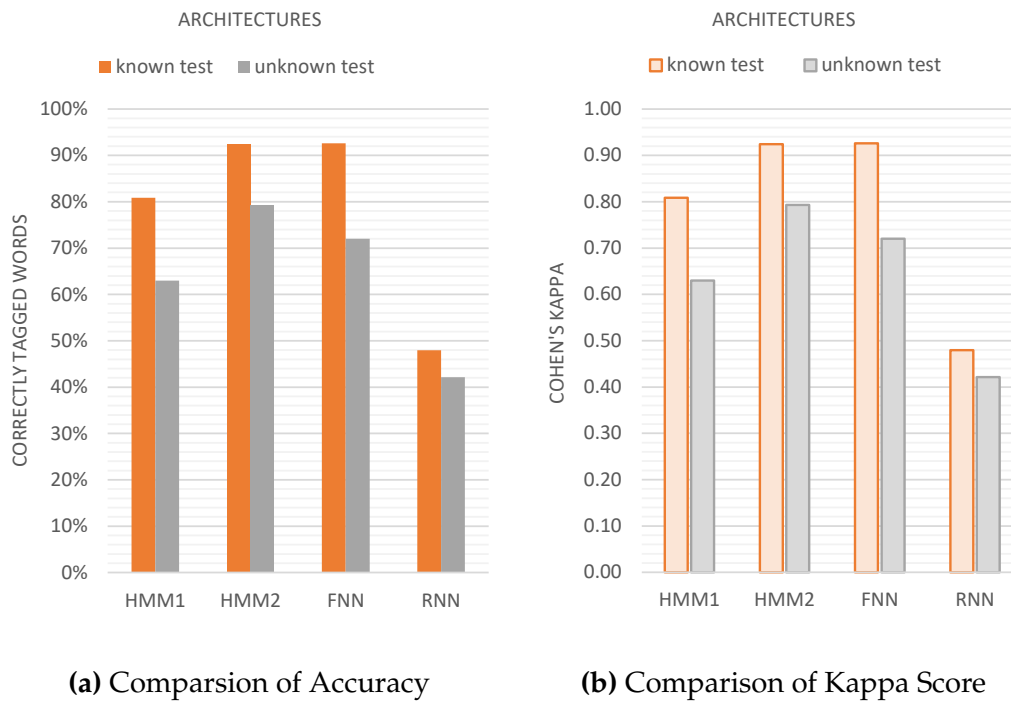 ARCHITECTURES
known test unknown test
CORRECTLY TAGGED WORDS
100%
90%
80%
70%
60%
50%
40%
30%
20%
10%
0%
HMM1 HMM2 FNN RNN
(a) Comparsion of Accuracy
ARCHITECTURES
known test unknown test
COHEN'S KAPPA
1.00
0.90
0.80
0.70
0.60
0.50
0.40
0.30
0.20
0.10
0.00
HMM1 HMM2 FNN RNN
(b) Comparison of Kappa Score